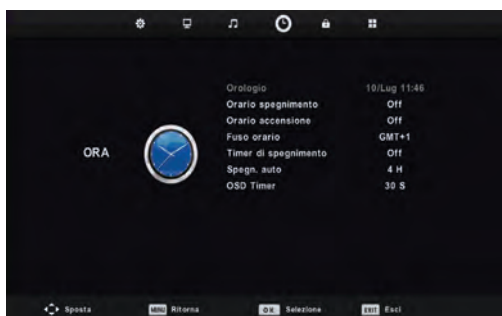 ORA
Orologio 10/Lug 11:46
Orario spegnimento Off
Orario accensione Off
Fuso orario GMT+1
Timer di spegnimento Off
Spegn. auto 4 H
OSD Timer 30 S
Sposta MENU Ritorna OK Selezione EXIT Esci